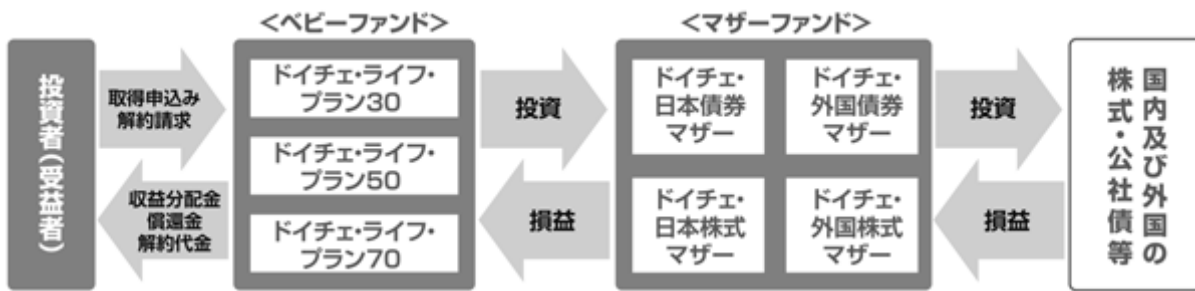 <ベビーファンド>
<マザーファンド>
投資者(受益者)
取得申込み
解約請求
収益分配金
償還金
解約代金
ドイチェ・ライフ・
プラン30
ドイチェ・ライフ・
プラン50
ドイチェ・ライフ・
プラン70
投資
損益
ドイチェ・
日本債券
マザー
ドイチェ・
外国債券
マザー
ドイチェ・
日本株式
マザー
ドイチェ・
外国株式
マザー
投資
損益
国内及び外国の
株式・公社債等